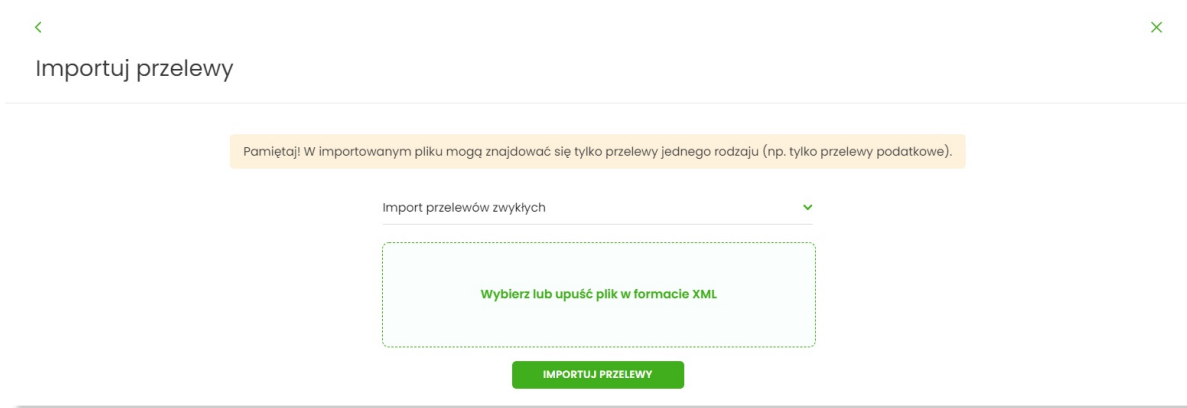 Importuj przelewy
Pamiętaj! W importowanym pliku mogą znajdować się tylko przelewy jednego rodzaju (np. tylko przelewy podatkowe).
Import przelewów zwykłych
Wybierz lub upuść plik w formacie XML
IMPORTUJ PRZELEWY